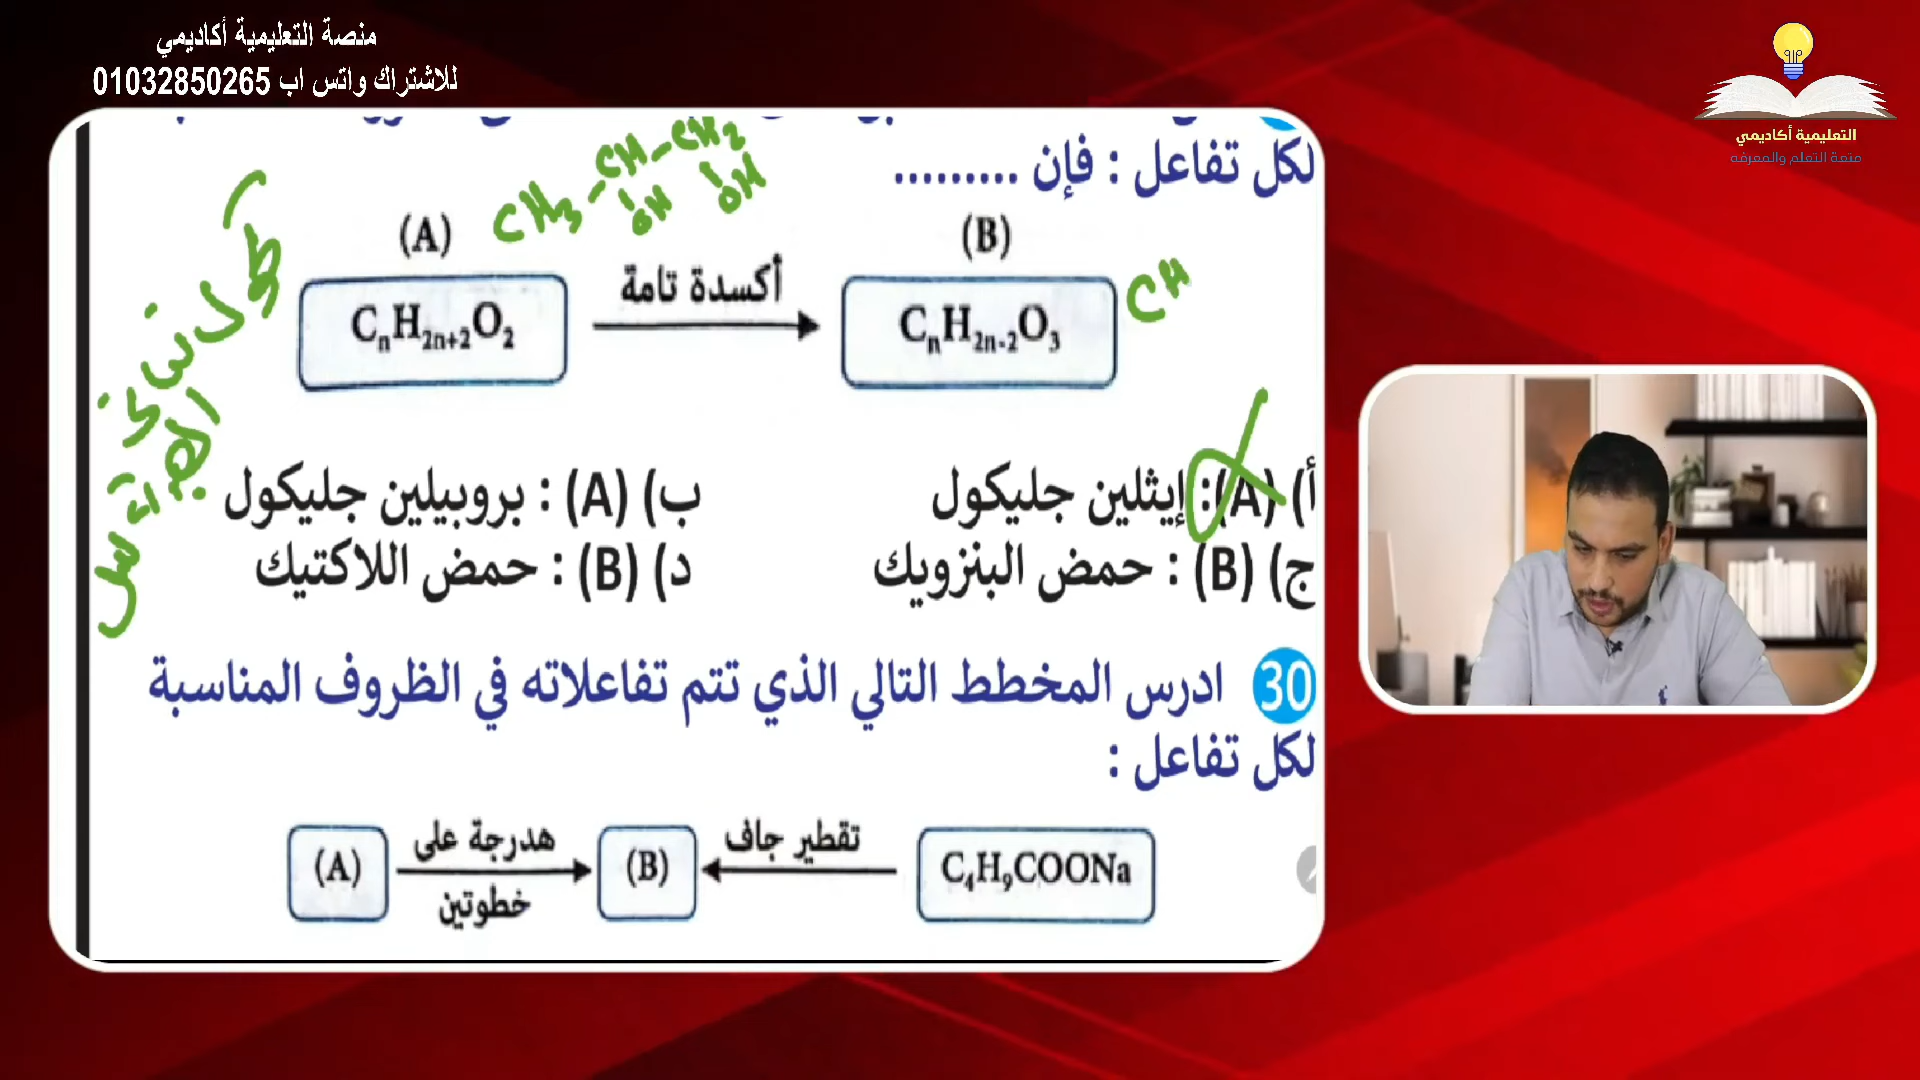 منصة التعليمية أكاديمي
للاشتراك واتس اب 01032850265
التعليمية أكاديمي
متعة التعلم والمعرفه
لكل تفاعل : فإن .........
CH3 - CH - CH2
OH OH
(A)
(B)
CnH2n+2O2
أكسدة تامة
CnH2n-2O3
CH
أ) (A): إيثلين جليكول
ب) (A) : بروبيلين جليكول
ج) (B) : حمض البنزويك
د) (B) : حمض اللاكتيك
30 ادرس المخطط التالي الذي تتم تفاعلاته في الظروف المناسبة
لكل تفاعل :
(A)
هدرجة على
خطوتين
(B)
تقطير جاف
C4H9COONa